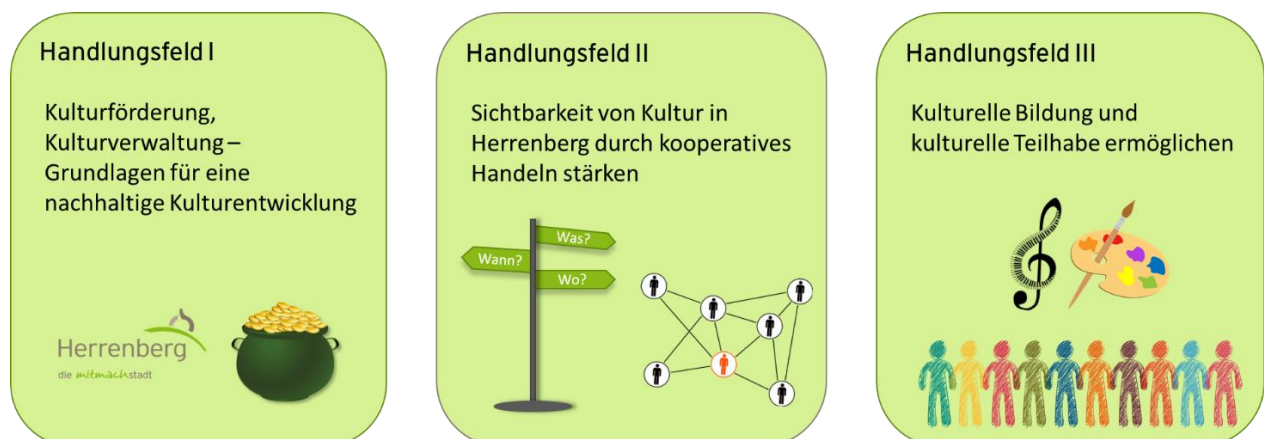 Handlungsfeld I
Kulturförderung,
Kulturverwaltung –
Grundlagen für eine
nachhaltige Kulturentwicklung
Herrenberg
die mitmachstadt
Handlungsfeld II
Sichtbarkeit von Kultur in
Herrenberg durch kooperatives
Handeln stärken
Was?
Wann?
Wo?
Handlungsfeld III
Kulturelle Bildung und
kulturelle Teilhabe ermöglichen